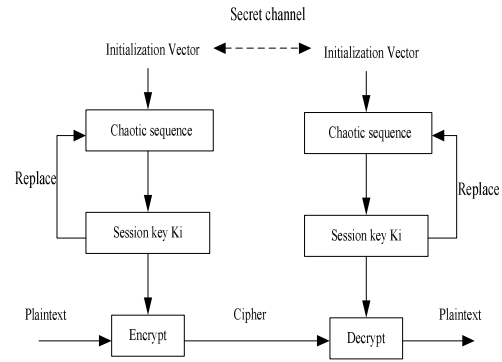 Secret channel
Initialization Vector
Initialization Vector
Chaotic sequence
Chaotic sequence
Replace
Replace
Session key Ki
Session key Ki
Plaintext
Cipher
Plaintext
Encrypt
Decrypt